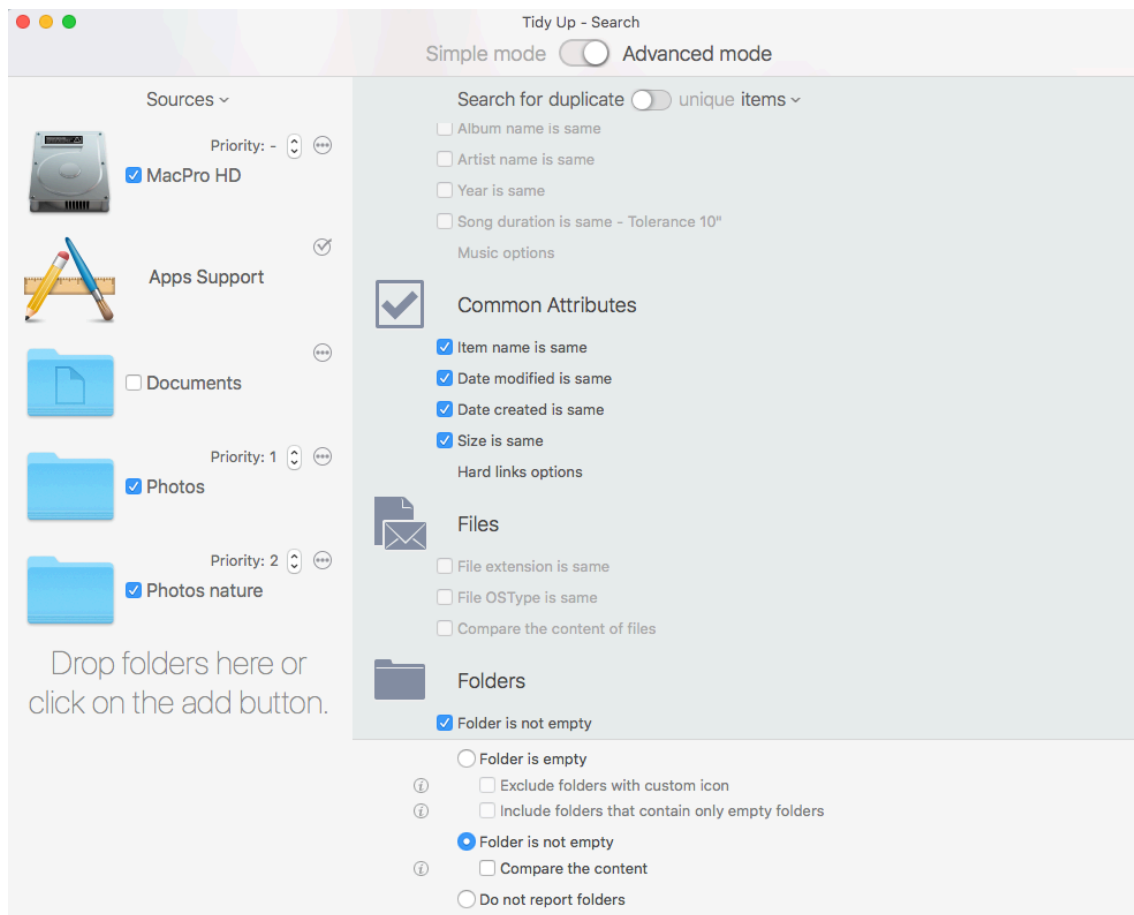 Tidy Up - Search
Simple mode Advanced mode
Sources
Priority: -
MacPro HD
Apps Support
Documents
Priority: 1
Photos
Priority: 2
Photos nature
Drop folders here or
click on the add button.
Search for duplicate unique items
Album name is same
Artist name is same
Year is same
Song duration is same - Tolerance 10"
Music options
Common Attributes
Item name is same
Date modified is same
Date created is same
Size is same
Hard links options
Files
File extension is same
File OSType is same
Compare the content of files
Folders
Folder is not empty
Folder is empty
Exclude folders with custom icon
Include folders that contain only empty folders
Folder is not empty
Compare the content
Do not report folders